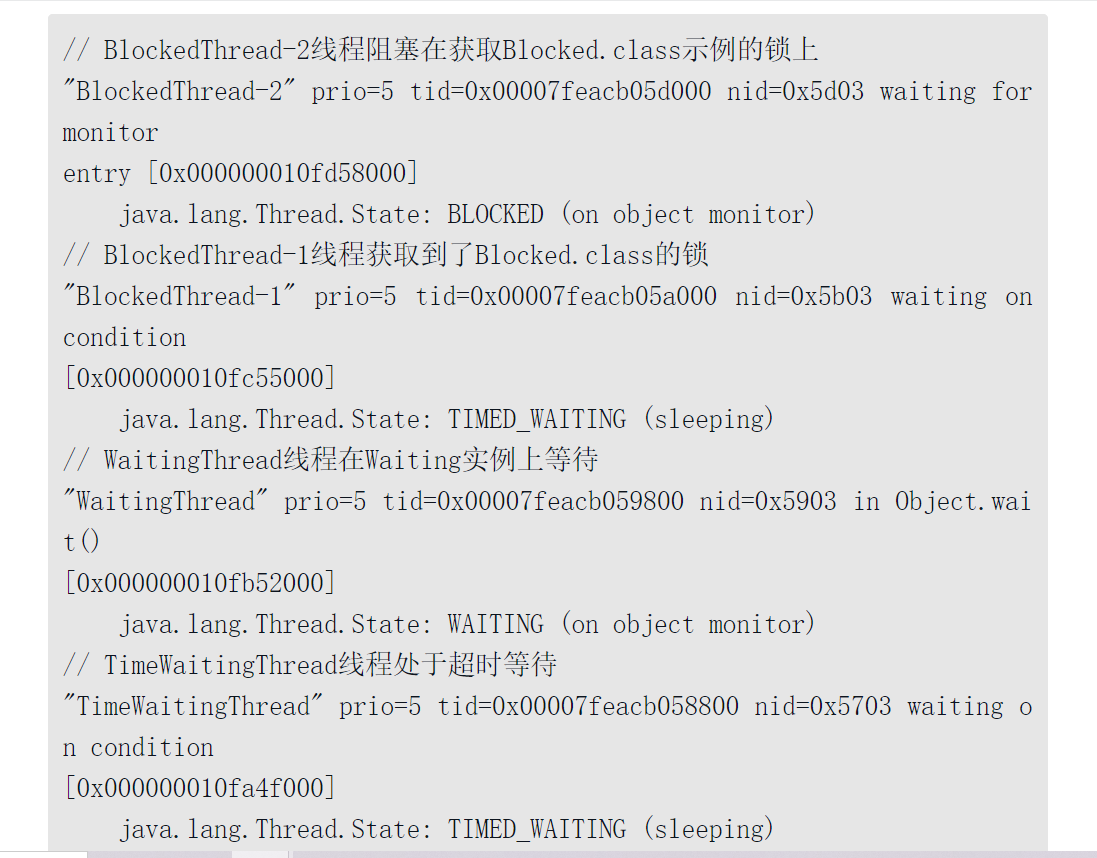 // BlockedThread-2线程阻塞在获取Blocked.class示例的锁上
"BlockedThread-2" prio=5 tid=0x00007feacb05d000 nid=0x5d03 waiting for
monitor
entry [0x000000010fd58000]
java.lang.Thread.State: BLOCKED (on object monitor)
// BlockedThread-1线程获取到了Blocked.class的锁
"BlockedThread-1" prio=5 tid=0x00007feacb05a000 nid=0x5b03 waiting on
condition
[0x000000010fc55000]
java.lang.Thread.State: TIMED_WAITING (sleeping)
// WaitingThread线程在Waiting实例上等待
"WaitingThread" prio=5 tid=0x00007feacb059800 nid=0x5903 in Object.wai
t()
[0x000000010fb52000]
java.lang.Thread.State: WAITING (on object monitor)
// TimeWaitingThread线程处于超时等待
"TimeWaitingThread" prio=5 tid=0x00007feacb058800 nid=0x5703 waiting o
n condition
[0x000000010fa4f000]
java.lang.Thread.State: TIMED_WAITING (sleeping)